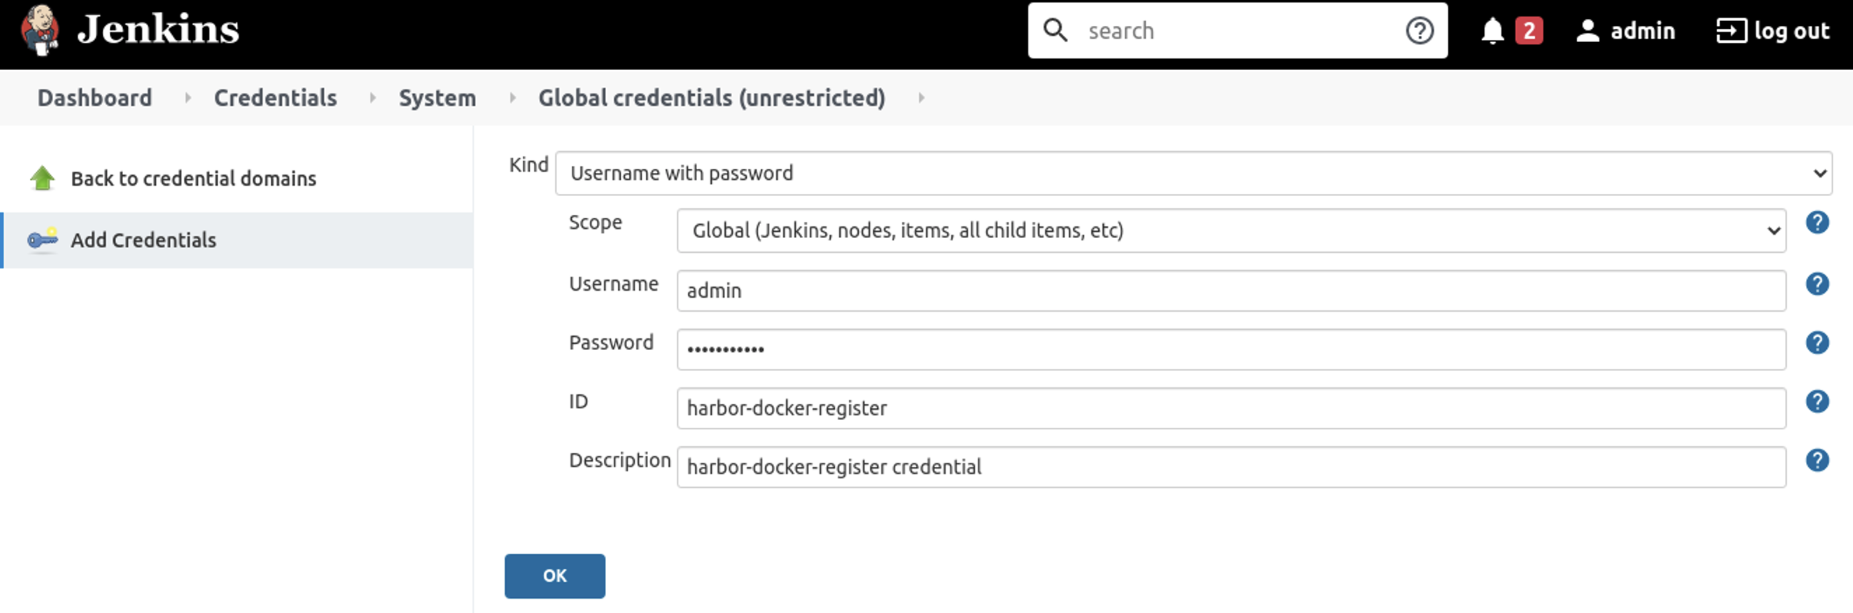 Jenkins
search
2
admin
log out
Dashboard
Credentials
System
Global credentials (unrestricted)
Back to credential domains
Add Credentials
Kind
Username with password
Scope
Global (Jenkins, nodes, items, all child items, etc)
Username
admin
Password
•••••••••••
ID
harbor-docker-register
Description
harbor-docker-register credential
OK